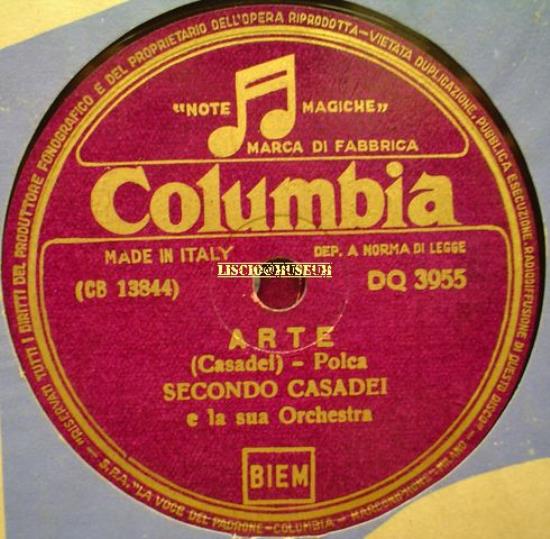 "RISERVATI TUTTI I DIRITTI DEL PRODUTTORE FONOGRAFICO E DEL PROPRIETARIO DELL'OPERA RIPRODOTTA-VIETATA DUPLICAZIONE, PUBBLICA ESECUZIONE, RADIODIFFUSIONE DI QUESTO DISCO"
"NOTE MAGICHE"
MARCA DI FABBRICA
Columbia
MADE IN ITALY DEP. A NORMA DI LEGGE
LISCIO@MUSEUM
(CB 13844) DQ 3955
ARTE
(Casadei) - Polca
SECONDO CASADEI
e la sua Orchestra
BIEM
S.P.A. "LA VOCE DEL PADRONE-COLUMBIA-MARCONIPHONE" MILANO